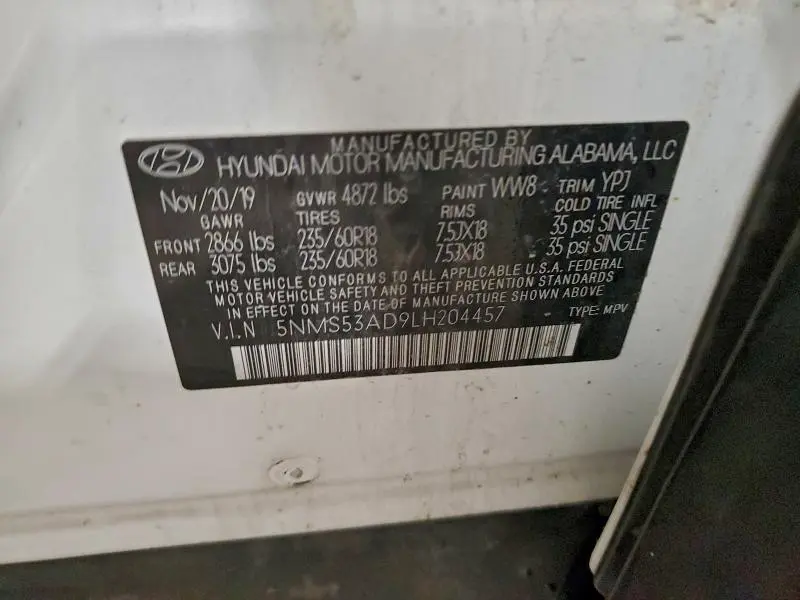 MANUFACTURED BY
HYUNDAI MOTOR MANUFACTURING ALABAMA, LLC
Nov/20/19 GVWR 4872 lbs PAINT WW8 TRIM YPJ
GAWR TIRES RIMS COLD TIRE INFL
FRONT 2866 lbs 235/60R18 7.5JX18 35 psi SINGLE
REAR 3075 lbs 235/60R18 7.5JX18 35 psi SINGLE
THIS VEHICLE CONFORMS TO ALL APPLICABLE U.S.A. FEDERAL
MOTOR VEHICLE SAFETY AND THEFT PREVENTION STANDARDS
IN EFFECT ON THE DATE OF MANUFACTURE SHOWN ABOVE
V.I.N 5NMS53AD9LH204457 TYPE: MPV